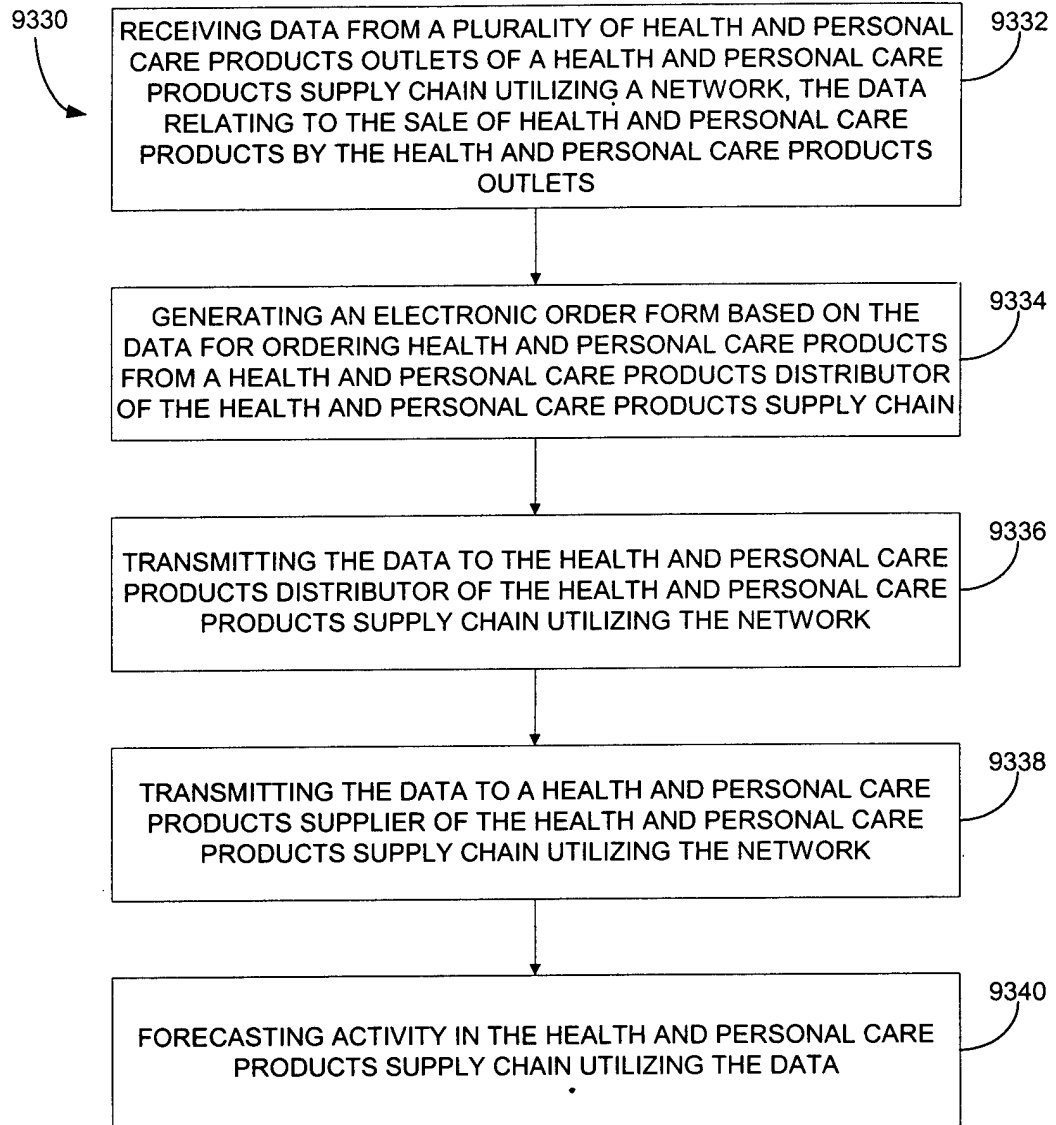 9330
9332
RECEIVING DATA FROM A PLURALITY OF HEALTH AND PERSONAL
CARE PRODUCTS OUTLETS OF A HEALTH AND PERSONAL CARE
PRODUCTS SUPPLY CHAIN UTILIZING A NETWORK, THE DATA
RELATING TO THE SALE OF HEALTH AND PERSONAL CARE
PRODUCTS BY THE HEALTH AND PERSONAL CARE PRODUCTS
OUTLETS
9334
GENERATING AN ELECTRONIC ORDER FORM BASED ON THE
DATA FOR ORDERING HEALTH AND PERSONAL CARE PRODUCTS
FROM A HEALTH AND PERSONAL CARE PRODUCTS DISTRIBUTOR
OF THE HEALTH AND PERSONAL CARE PRODUCTS SUPPLY CHAIN
9336
TRANSMITTING THE DATA TO THE HEALTH AND PERSONAL CARE
PRODUCTS DISTRIBUTOR OF THE HEALTH AND PERSONAL CARE
PRODUCTS SUPPLY CHAIN UTILIZING THE NETWORK
9338
TRANSMITTING THE DATA TO A HEALTH AND PERSONAL CARE
PRODUCTS SUPPLIER OF THE HEALTH AND PERSONAL CARE
PRODUCTS SUPPLY CHAIN UTILIZING THE NETWORK
9340
FORECASTING ACTIVITY IN THE HEALTH AND PERSONAL CARE
PRODUCTS SUPPLY CHAIN UTILIZING THE DATA